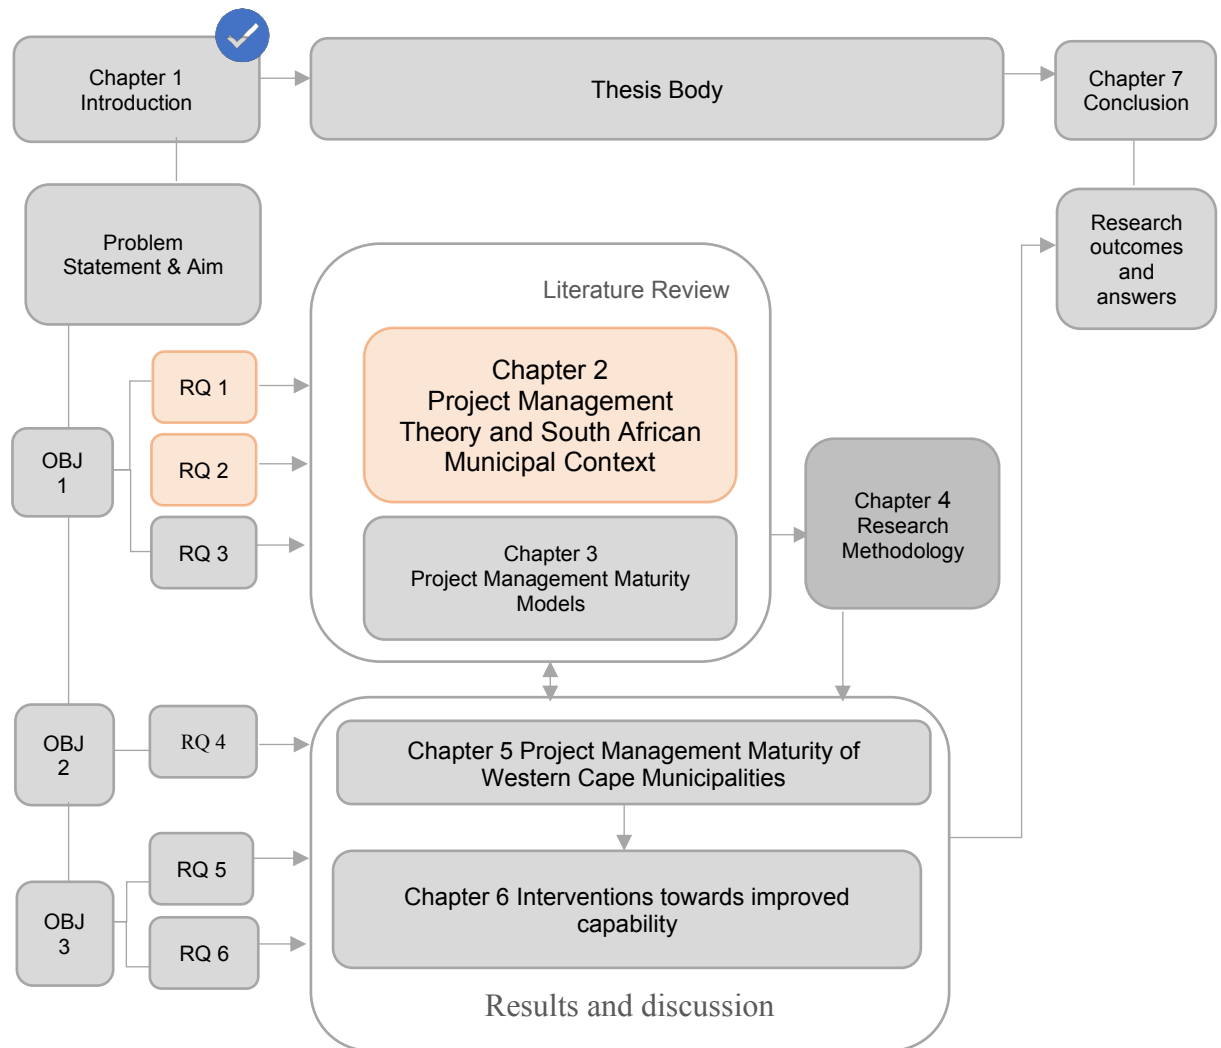 Chapter 1
Introduction
Thesis Body
Chapter 7
Conclusion
Problem
Statement & Aim
Research
outcomes
and
answers
Literature Review
Chapter 2
Project Management
Theory and South African
Municipal Context
RQ 1
RQ 2
OBJ
1
RQ 3
Chapter 3
Project Management Maturity
Models
Chapter 4
Research
Methodology
OBJ
2
RQ 4
Chapter 5 Project Management Maturity of
Western Cape Municipalities
RQ 5
OBJ
3
RQ 6
Chapter 6 Interventions towards improved
capability
Results and discussion